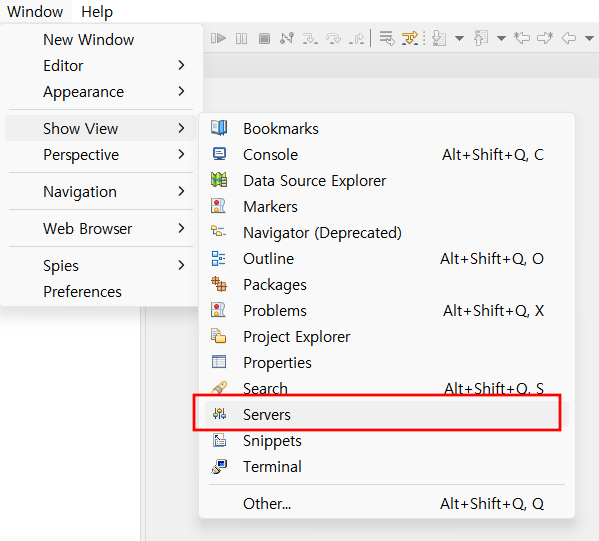 Window Help
New Window
Editor
Appearance
Show View
Perspective
Navigation
Web Browser
Spies
Preferences
Bookmarks
Console Alt+Shift+Q, C
Data Source Explorer
Markers
Navigator (Deprecated)
Outline Alt+Shift+Q, O
Packages
Problems Alt+Shift+Q, X
Project Explorer
Properties
Search Alt+Shift+Q, S
Servers
Snippets
Terminal
Other... Alt+Shift+Q, Q